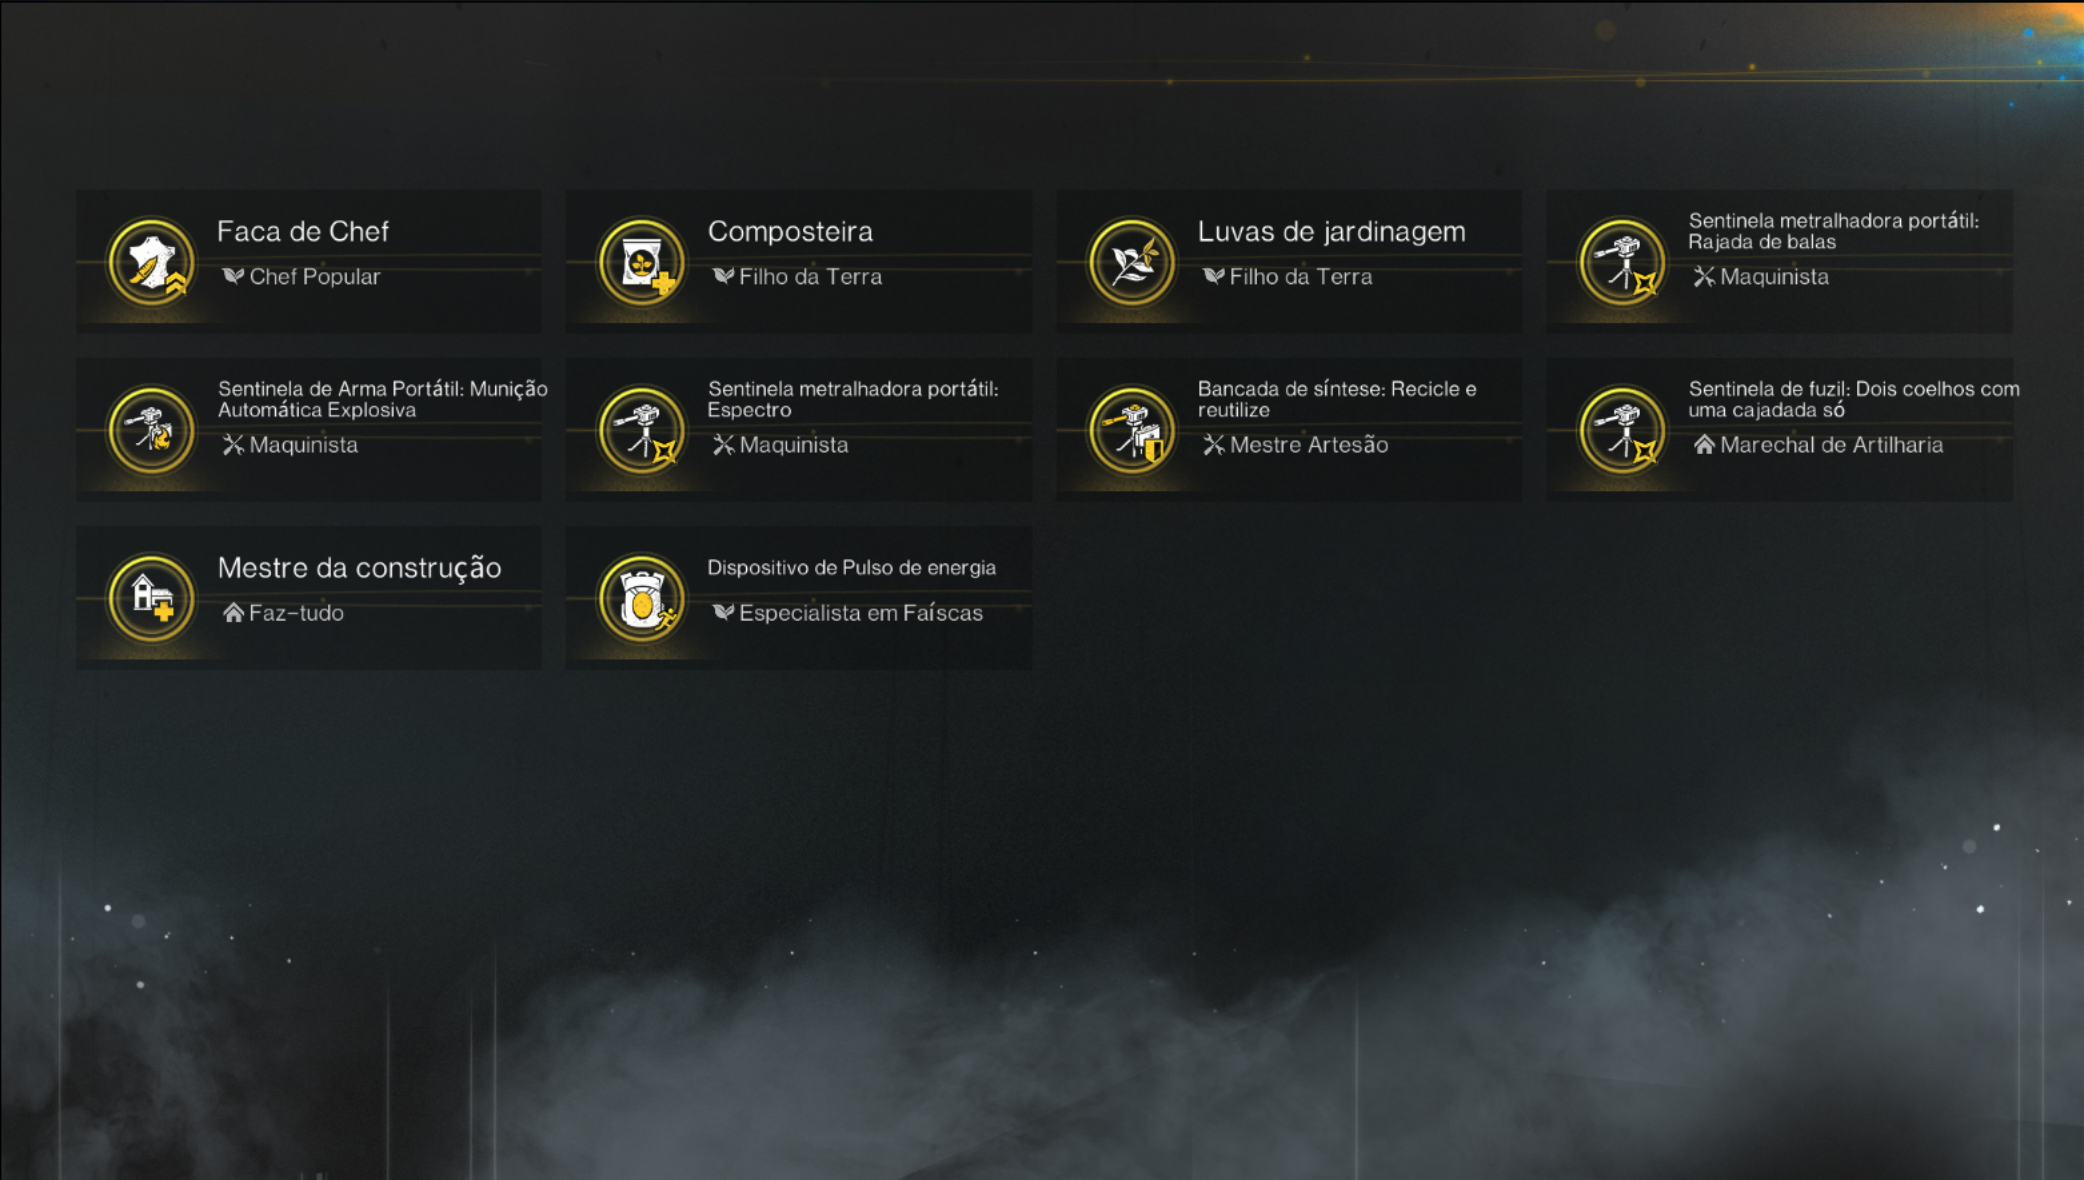 Faca de Chef
Chef Popular
Composteira
Filho da Terra
Luvas de jardinagem
Filho da Terra
Sentinela metralhadora portátil:
Rajada de balas
Maquinista
Sentinela de Arma Portátil: Munição
Automática Explosiva
Maquinista
Sentinela metralhadora portátil:
Espectro
Maquinista
Bancada de síntese: Recicle e
reutilize
Mestre Artesão
Sentinela de fuzil: Dois coelhos com
uma cajadada só
Marechal de Artilharia
Mestre da construção
Faz-tudo
Dispositivo de Pulso de energia
Especialista em Faíscas